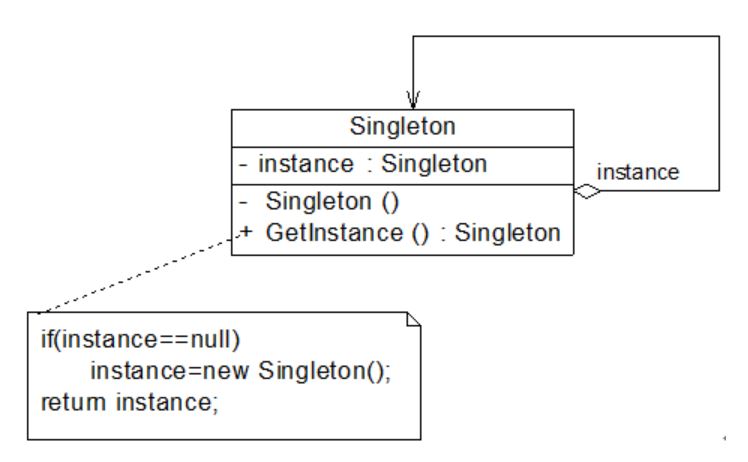 Singleton
- instance : Singleton
instance
- Singleton ()
+ GetInstance () : Singleton
if(instance==null)
instance=new Singleton();
return instance;